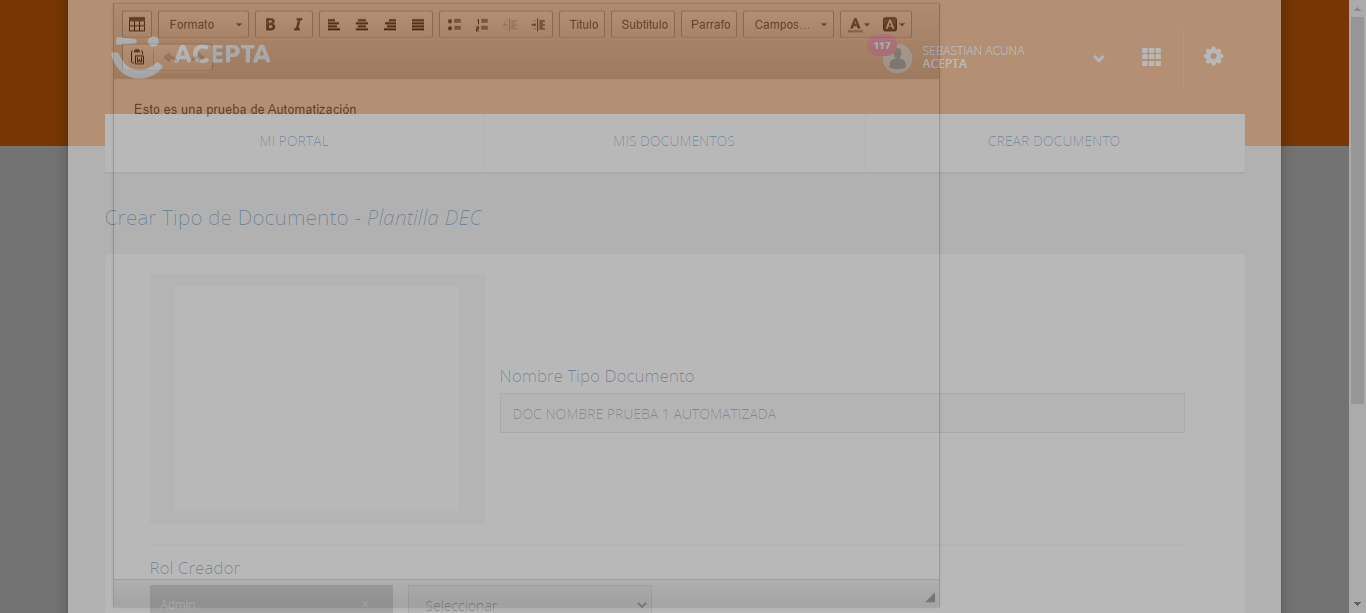 Formato B I Titulo Subtitulo Parrafo Campos... A A
ACEPTA
117
SEBASTIAN ACUNA
ACEPTA
Esto es una prueba de Automatización
MI PORTAL MIS DOCUMENTOS CREAR DOCUMENTO
Crear Tipo de Documento - Plantilla DEC
Nombre Tipo Documento
DOC NOMBRE PRUEBA 1 AUTOMATIZADA
Rol Creador
Admin × Seleccionar